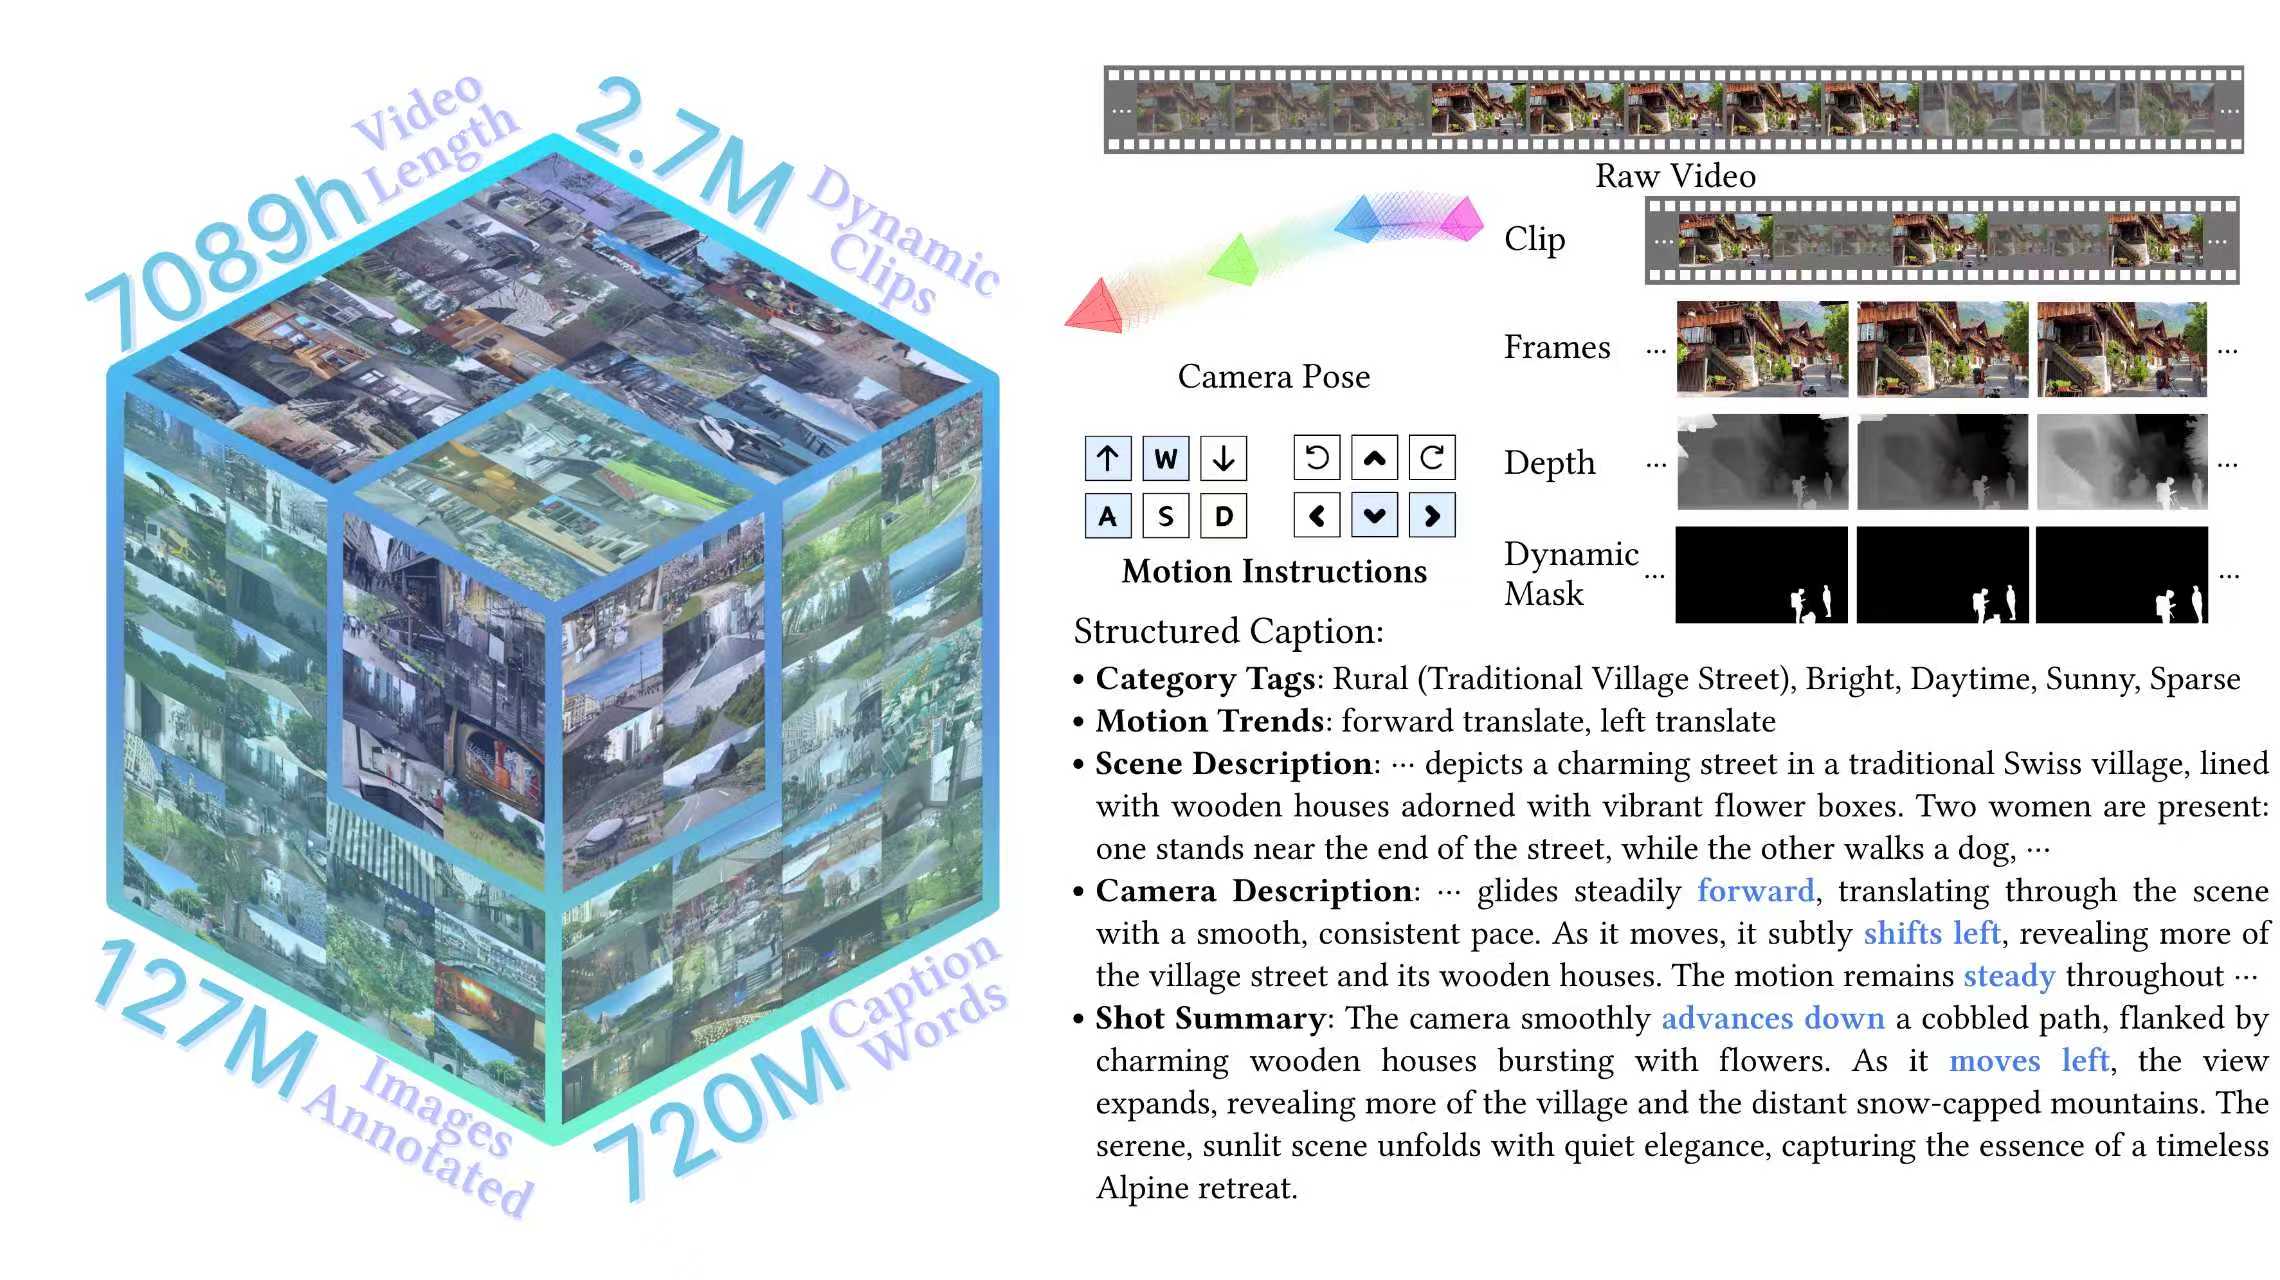 Video
Length
7089h
2.7M
Dynamic
Clips
127M
Images
Annotated
720M
Caption
Words
Raw Video
Clip
Camera Pose
Frames
Depth
Dynamic
Mask
W
A S D
Motion Instructions
Structured Caption:
• Category Tags: Rural (Traditional Village Street), Bright, Daytime, Sunny, Sparse
• Motion Trends: forward translate, left translate
• Scene Description: ··· depicts a charming street in a traditional Swiss village, lined
with wooden houses adorned with vibrant flower boxes. Two women are present:
one stands near the end of the street, while the other walks a dog, ···
• Camera Description: ··· glides steadily forward, translating through the scene
with a smooth, consistent pace. As it moves, it subtly shifts left, revealing more of
the village street and its wooden houses. The motion remains steady throughout ···
• Shot Summary: The camera smoothly advances down a cobbled path, flanked by
charming wooden houses bursting with flowers. As it moves left, the view
expands, revealing more of the village and the distant snow-capped mountains. The
serene, sunlit scene unfolds with quiet elegance, capturing the essence of a timeless
Alpine retreat.